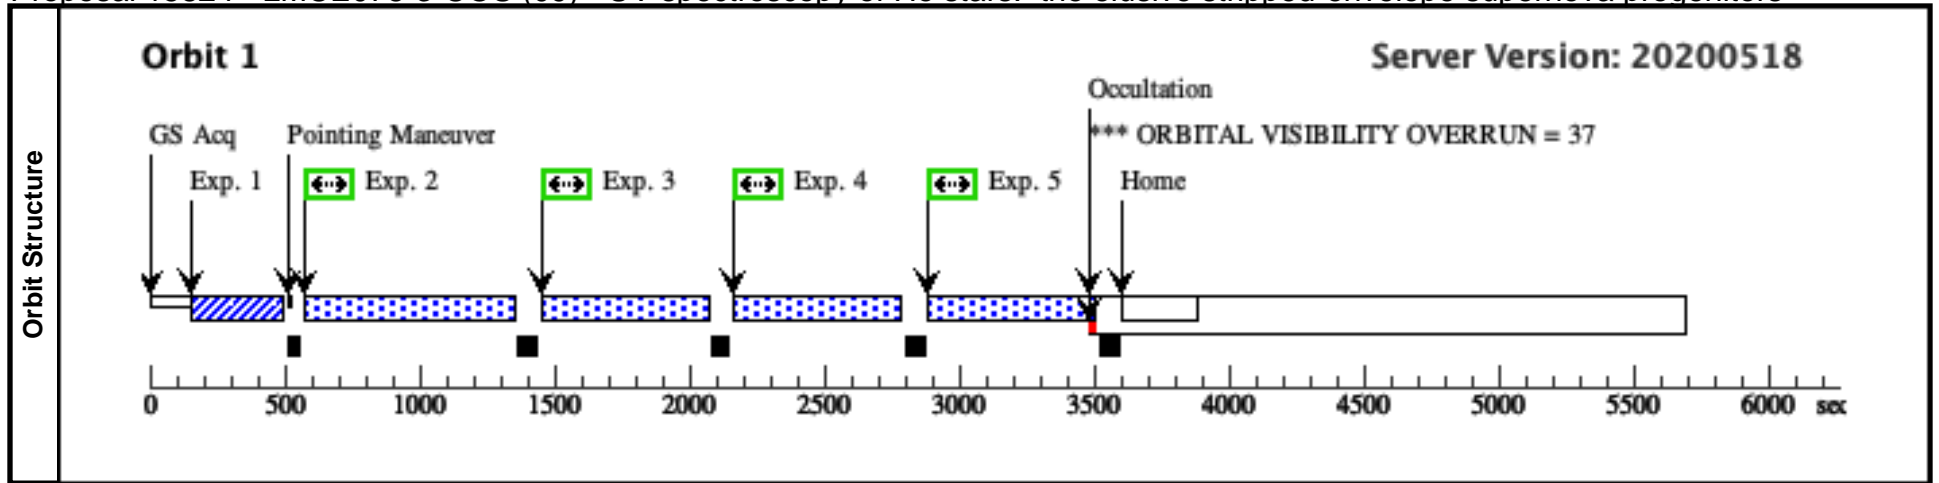 Orbit 1
Server Version: 20200518
Occultation
GS Acq
Pointing Maneuver
*** ORBITAL VISIBILITY OVERRUN = 37
Exp. 1
Exp. 2
Exp. 3
Exp. 4
Exp. 5
Home
Orbit Structure
0 500 1000 1500 2000 2500 3000 3500 4000 4500 5000 5500 6000 sec